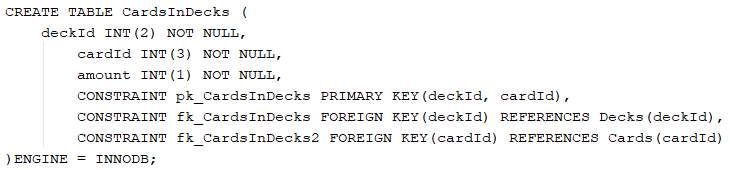 CREATE TABLE CardsInDecks (
deckId INT(2) NOT NULL,
cardId INT(3) NOT NULL,
amount INT(1) NOT NULL,
CONSTRAINT pk_CardsInDecks PRIMARY KEY(deckId, cardId),
CONSTRAINT fk_CardsInDecks FOREIGN KEY(deckId) REFERENCES Decks(deckId),
CONSTRAINT fk_CardsInDecks2 FOREIGN KEY(cardId) REFERENCES Cards(cardId)
)ENGINE = INNODB;